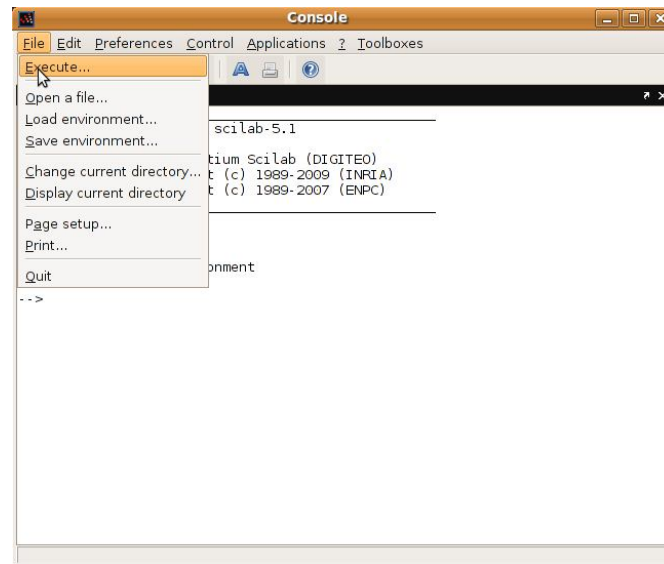 Console
File Edit Preferences Control Applications ? Toolboxes
Execute...
Open a file...
Load environment...
Save environment...
Change current directory...
Display current directory
Page setup...
Print...
Quit
scilab-5.1
tium Scilab (DIGITEO)
t (c) 1989-2009 (INRIA)
t (c) 1989-2007 (ENPC)
onment
-->